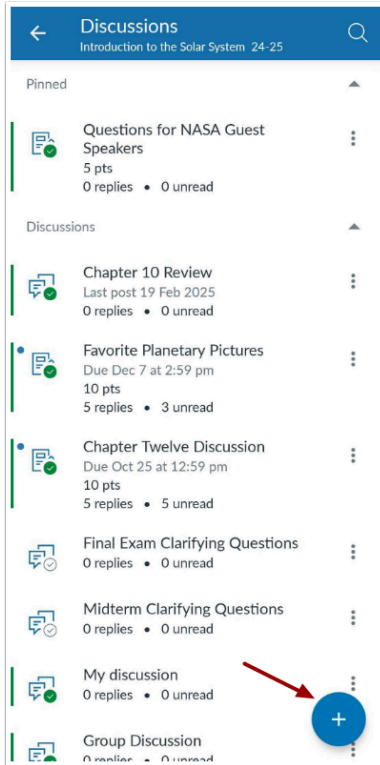 Discussions
Introduction to the Solar System 24-25
Pinned
Questions for NASA Guest
Speakers
5 pts
0 replies • 0 unread
Discussions
Chapter 10 Review
Last post 19 Feb 2025
0 replies • 0 unread
Favorite Planetary Pictures
Due Dec 7 at 2:59 pm
10 pts
5 replies • 3 unread
Chapter Twelve Discussion
Due Oct 25 at 12:59 pm
10 pts
5 replies • 5 unread
Final Exam Clarifying Questions
0 replies • 0 unread
Midterm Clarifying Questions
0 replies • 0 unread
My discussion
0 replies • 0 unread
Group Discussion
0 replies • 0 unread